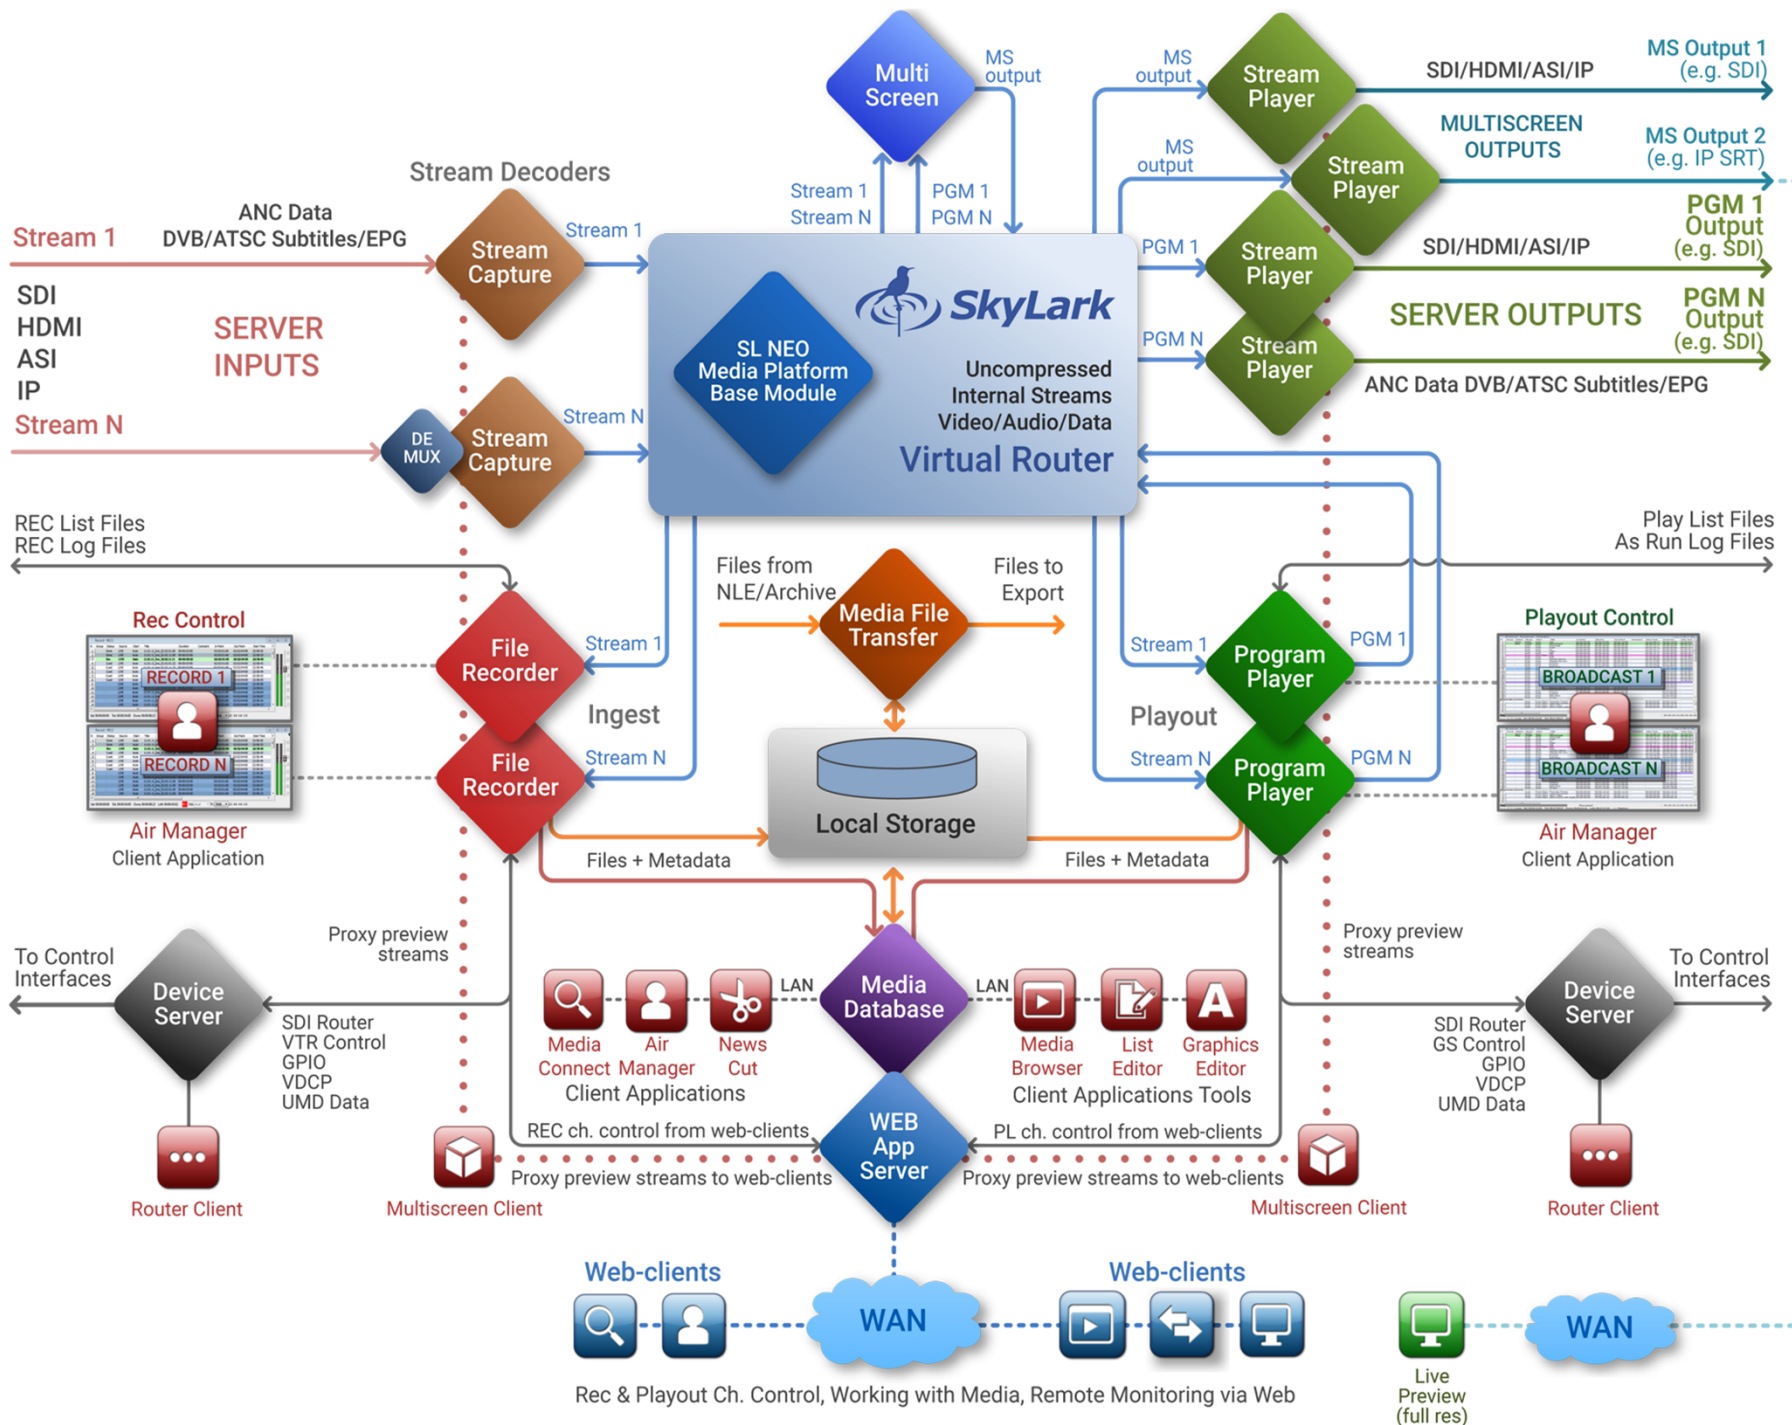 Multi
Screen
MS
output
MS
output
Stream
Player
SDI/HDMI/ASI/IP
MS Output 1
(e.g. SDI)
MS
output
Stream
Player
MULTISCREEN
OUTPUTS
MS Output 2
(e.g. IP SRT)
Stream Decoders
Stream 1
Stream N
PGM 1
PGM N
Stream 1
ANC Data
DVB/ATSC Subtitles/EPG
Stream
Capture
Stream 1
PGM 1
Stream
Player
SDI/HDMI/ASI/IP
PGM 1
Output
(e.g. SDI)
SDI
HDMI
ASI
IP
SERVER
INPUTS
SkyLark
SL NEO
Media Platform
Base Module
Uncompressed
Internal Streams
Video/Audio/Data
Virtual Router
PGM N
Stream
Player
SERVER OUTPUTS
PGM N
Output
(e.g. SDI)
ANC Data DVB/ATSC Subtitles/EPG
Stream N
DE
MUX
Stream
Capture
Stream N
REC List Files
REC Log Files
Play List Files
As Run Log Files
Files from
NLE/Archive
Media File
Transfer
Files to
Export
Rec Control
RECORD 1
RECORD N
Air Manager
Client Application
File
Recorder
Stream 1
Ingest
File
Recorder
Stream N
Stream 1
Program
Player
PGM 1
Playout
Stream N
Program
Player
PGM N
Playout Control
BROADCAST 1
BROADCAST N
Air Manager
Client Application
Local Storage
Files + Metadata
Files + Metadata
To Control
Interfaces
Device
Server
Proxy preview
streams
SDI Router
VTR Control
GPIO
VDCP
UMD Data
LAN
Media
Database
LAN
Media
Connect
Air
Manager
News
Cut
Client Applications
Media
Browser
List
Editor
Graphics
Editor
Client Applications Tools
Proxy preview
streams
Device
Server
To Control
Interfaces
SDI Router
GS Control
GPIO
VDCP
UMD Data
REC ch. control from web-clients
WEB
App
Server
PL ch. control from web-clients
Proxy preview streams to web-clients
Proxy preview streams to web-clients
Router Client
Multiscreen Client
Multiscreen Client
Router Client
Web-clients
WAN
Web-clients
WAN
Rec & Playout Ch. Control, Working with Media, Remote Monitoring via Web
Live
Preview
(full res)